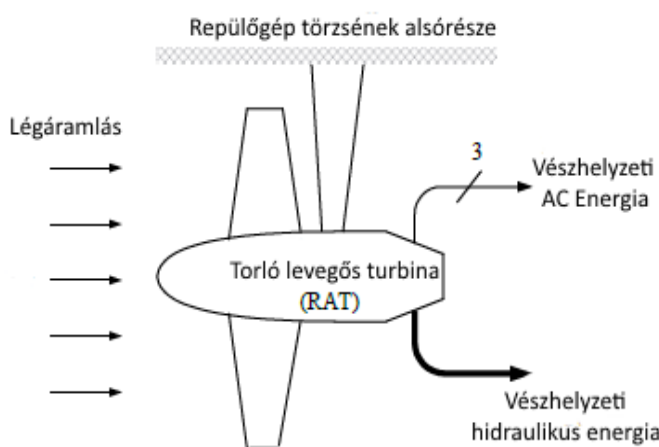 Repülőgép törzsének alsórésze
Légáramlás
3
Vészhelyzeti
AC Energia
Torló levegős turbina
(RAT)
Vészhelyzeti
hidraulikus energia